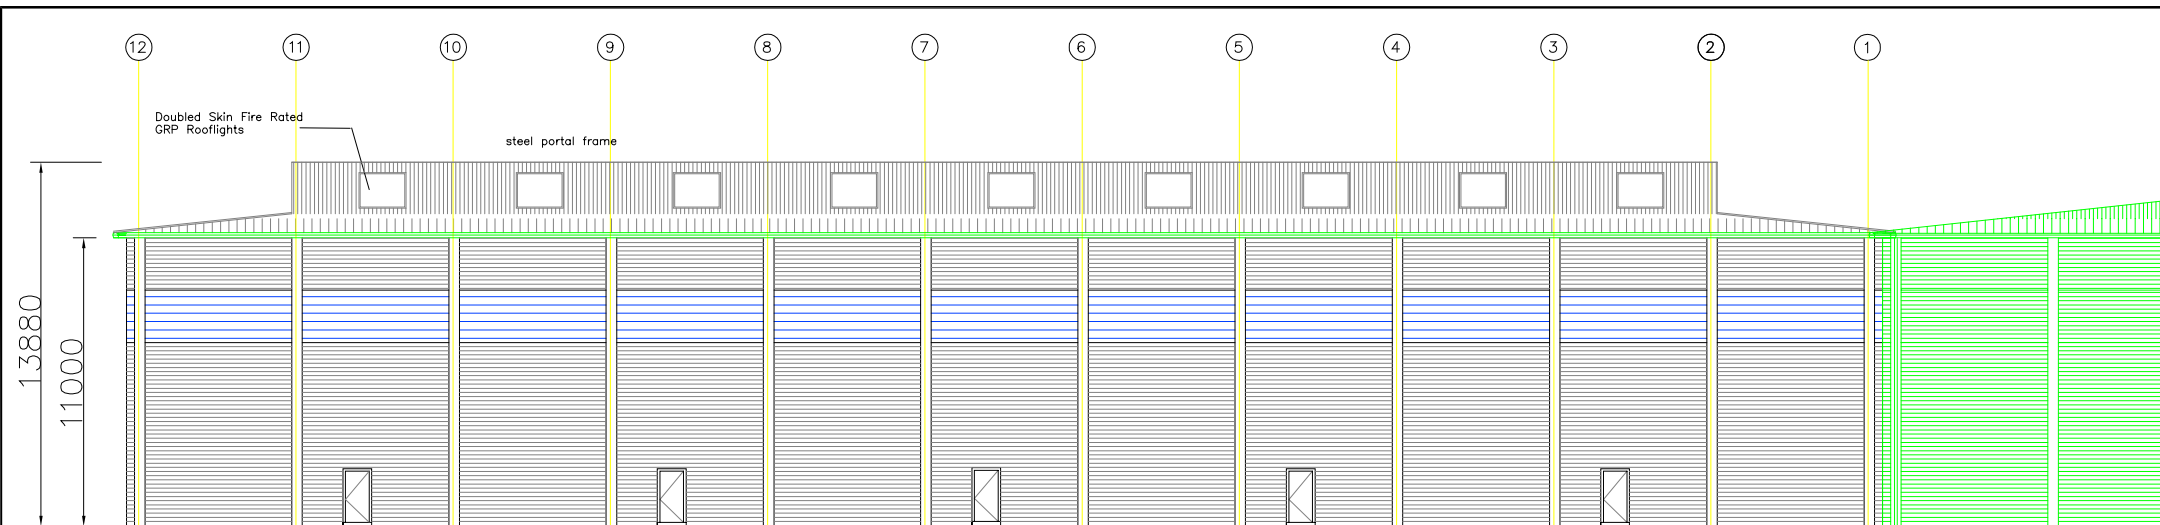 12 11 10 9 8 7 6 5 4 3 2 1
Doubled Skin Fire Rated
GRP Rooflights
steel portal frame
13880
11000